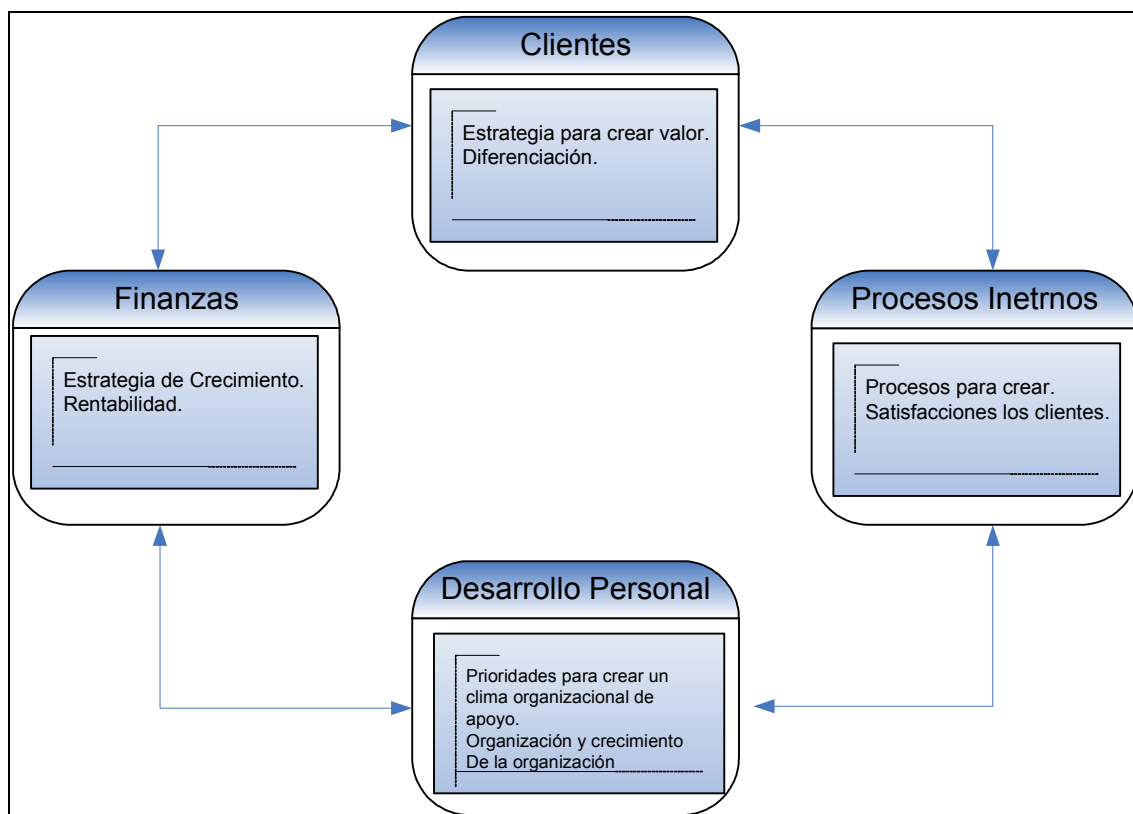 Clientes
Estrategia para crear valor.
Diferenciación.
Finanzas
Estrategia de Crecimiento.
Rentabilidad.
Procesos Inetrnos
Procesos para crear.
Satisfacciones los clientes.
Desarrollo Personal
Prioridades para crear un
clima organizacional de
apoyo.
Organización y crecimiento
De la organización